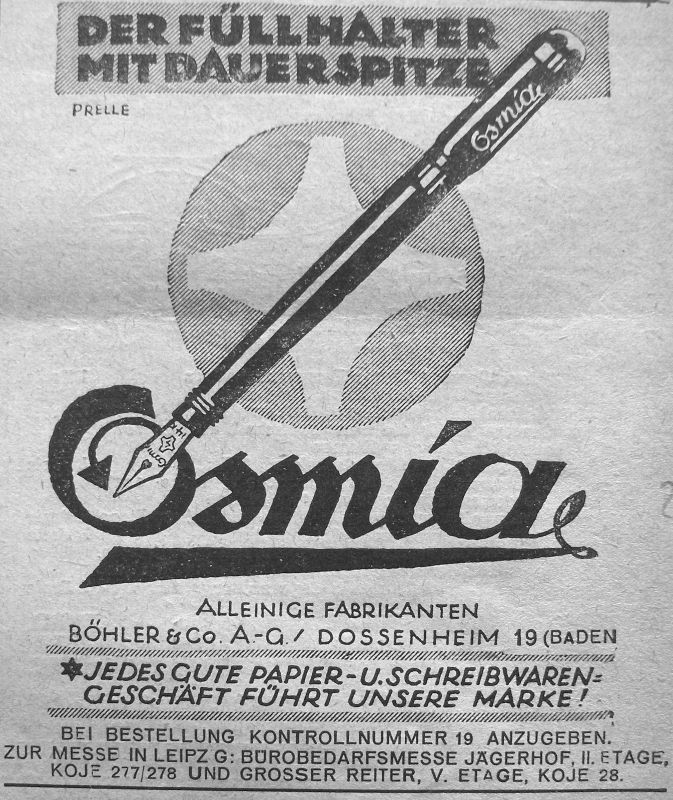 DER FÜLLHALTER
MIT DAUERSPITZE
PRELLE
Osmía
Osmía
ALLEINIGE FABRIKANTEN
BÖHLER & Co. A-G./ DOSSENHEIM 19 (BADEN
JEDES GUTE PAPIER-U. SCHREIBWAREN=
GESCHÄFT FÜHRT UNSERE MARKE!
BEI BESTELLUNG KONTROLLNUMMER 19 ANZUGEBEN.
ZUR MESSE IN LEIPZ G: BÜROBEDARFSMESSE JÄGERHOF, II. ETAGE,
KOJE 277/278 UND GROSSER REITER, V. ETAGE, KOJE 28.